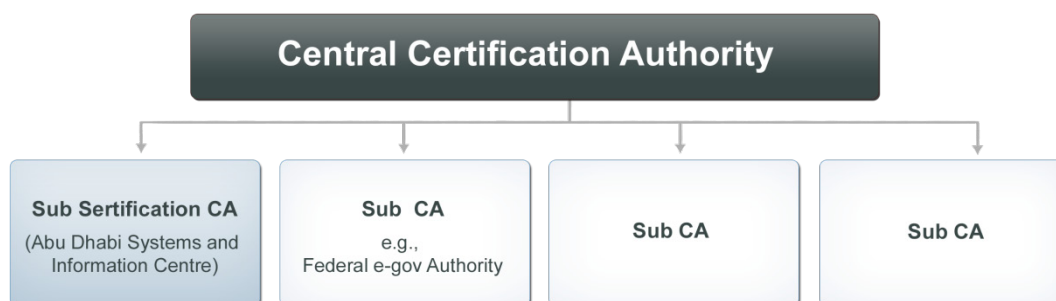 Central Certification Authority
Sub Sertification CA
(Abu Dhabi Systems and
Information Centre)
Sub CA
e.g.,
Federal e-gov Authority
Sub CA
Sub CA